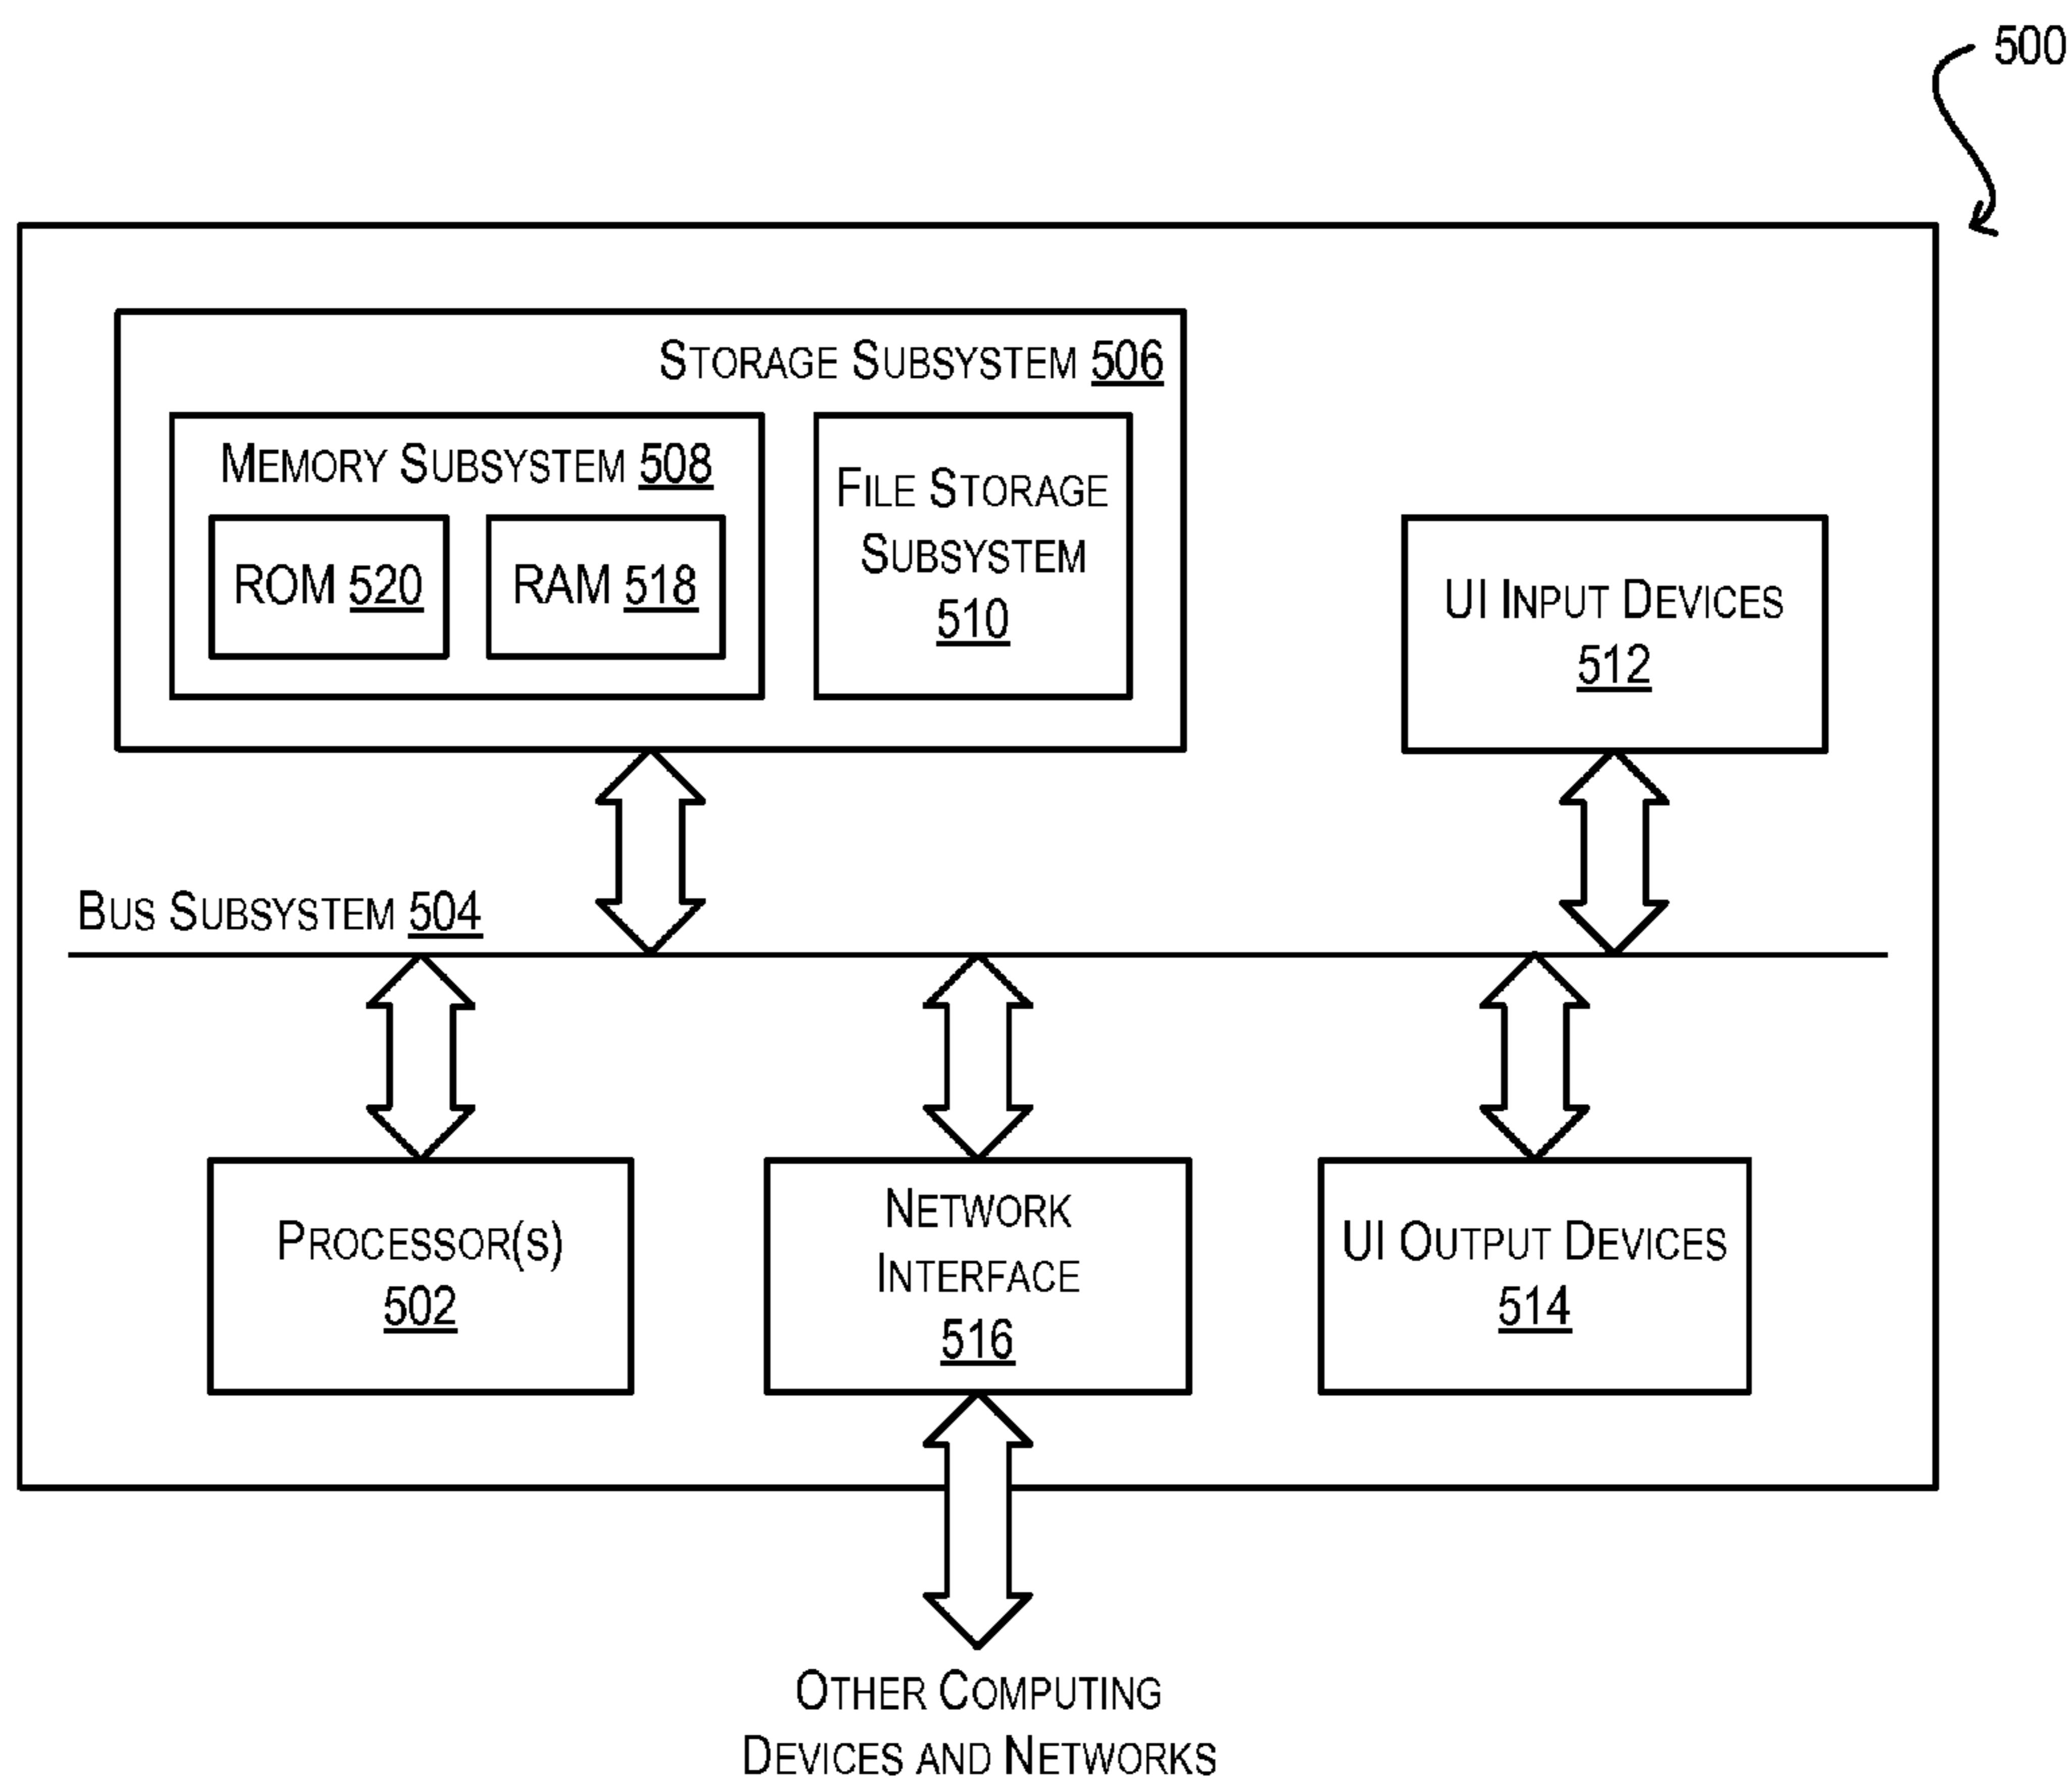 500
STORAGE SUBSYSTEM 506
MEMORY SUBSYSTEM 508
ROM 520
RAM 518
FILE STORAGE
SUBSYSTEM
510
UI INPUT DEVICES
512
BUS SUBSYSTEM 504
PROCESSOR(S)
502
NETWORK
INTERFACE
516
UI OUTPUT DEVICES
514
OTHER COMPUTING
DEVICES AND NETWORKS